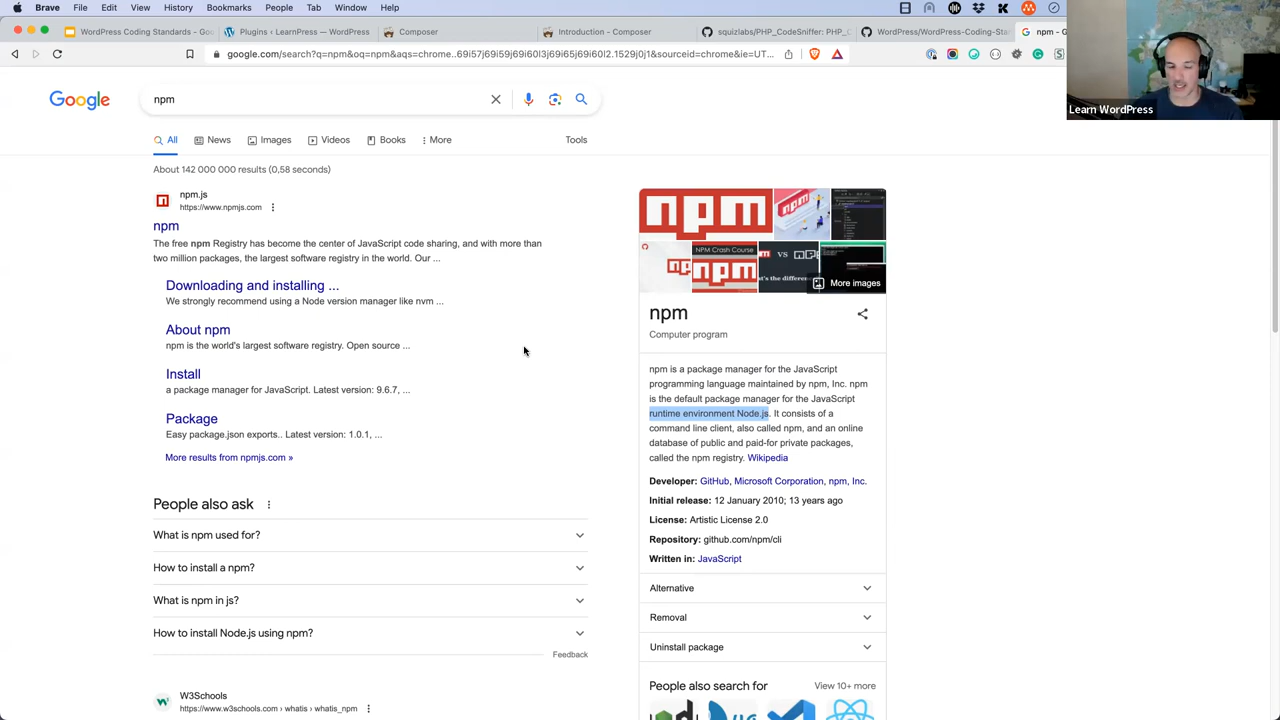 Brave File Edit View History Bookmarks People Tab Window Help
WordPress Coding Standards - Goo
Plugins ‹ LearnPress — WordPress
Composer
Introduction - Composer
squizlabs/PHP_CodeSniffer: PHP_C
WordPress/WordPress-Coding-Stan
npm - G
google.com/search?q=npm&oq=npm&aqs=chrome..69i57j69i59j69i60l3j69i65j69i60l2.1529j0j1&sourceid=chrome&ie=UT...
Learn WordPress
Google
npm
All News Images Videos Books More Tools
About 142 000 000 results (0,58 seconds)
npm.js
https://www.npmjs.com
npm
The free npm Registry has become the center of JavaScript code sharing, and with more than
two million packages, the largest software registry in the world. Our ...
Downloading and installing ...
We strongly recommend using a Node version manager like nvm ...
About npm
npm is the world's largest software registry. Open source ...
Install
a package manager for JavaScript. Latest version: 9.6.7, ...
Package
Easy package.json exports.. Latest version: 1.0.1, ...
More results from npmjs.com »
People also ask
What is npm used for?
How to install a npm?
What is npm in js?
How to install Node.js using npm?
Feedback
W3Schools
https://www.w3schools.com › whatis › whatis_npm
npm
npm
NPM Crash Course
npm
VS
What's the differen
More images
npm
Computer program
npm is a package manager for the JavaScript
programming language maintained by npm, Inc. npm
is the default package manager for the JavaScript
runtime environment Node.js. It consists of a
command line client, also called npm, and an online
database of public and paid-for private packages,
called the npm registry. Wikipedia
Developer: GitHub, Microsoft Corporation, npm, Inc.
Initial release: 12 January 2010; 13 years ago
License: Artistic License 2.0
Repository: github.com/npm/cli
Written in: JavaScript
Alternative
Removal
Uninstall package
People also search for
View 10+ more